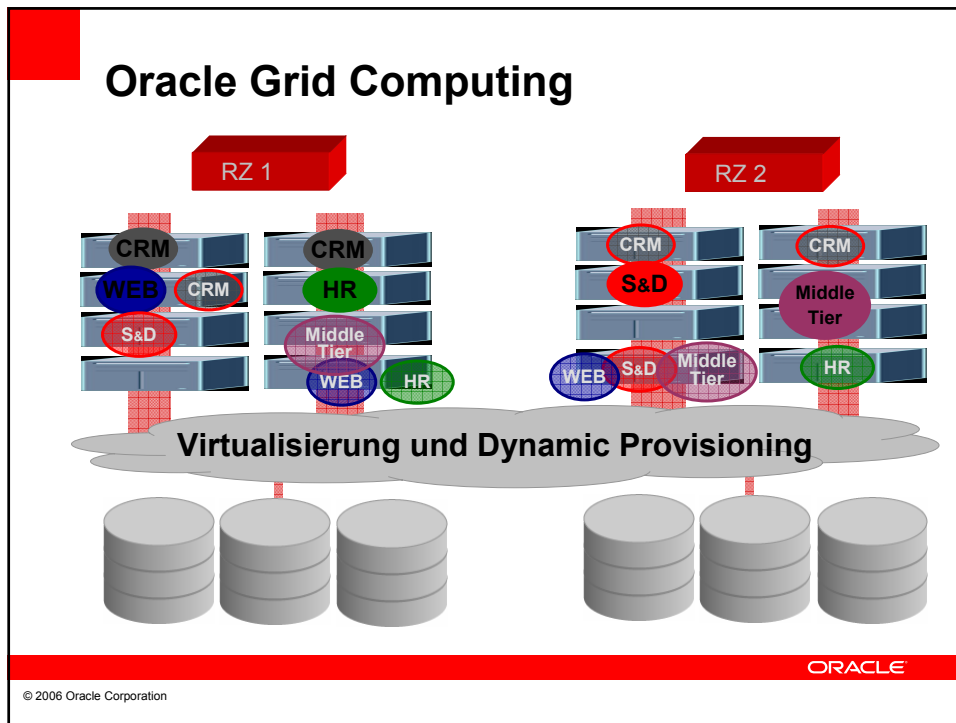 Oracle Grid Computing
RZ 1
RZ 2
CRM
WEB
CRM
S&D
CRM
HR
Middle
Tier
WEB
HR
CRM
S&D
WEB
S&D
Middle
Tier
CRM
Middle
Tier
HR
Virtualisierung und Dynamic Provisioning
ORACLE
© 2006 Oracle Corporation